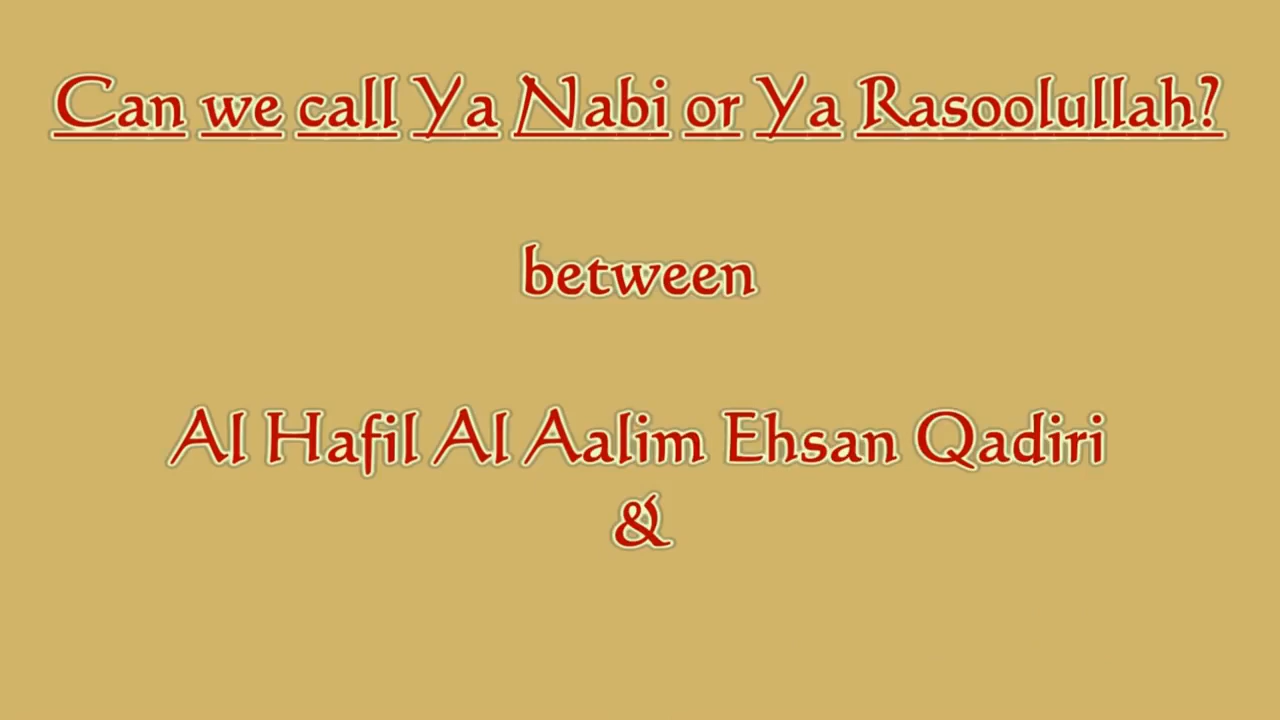 Can we call Ya Nabi or Ya Rasoolullah?
between
Al Hafil Al Aalim Ehsan Qadiri
&